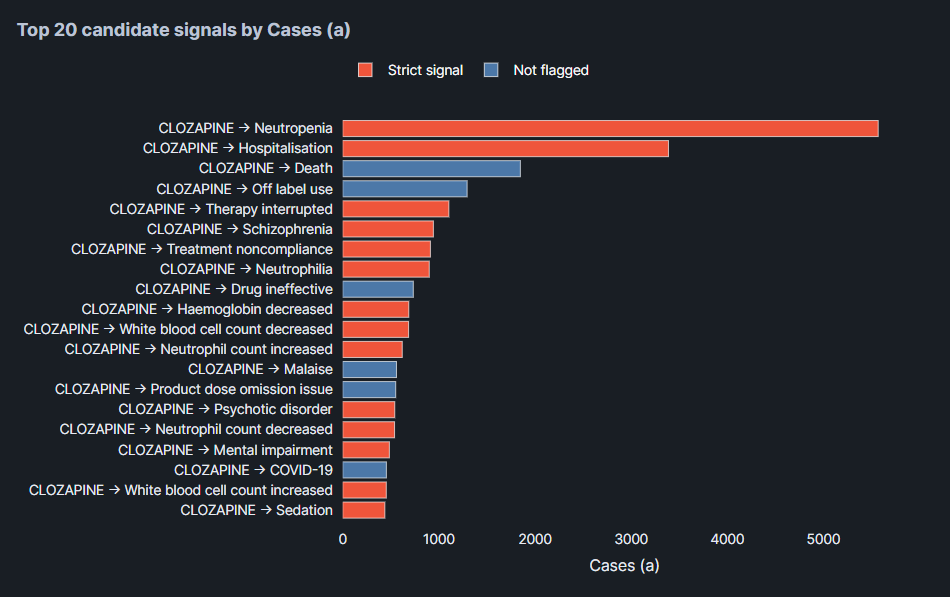 Top 20 candidate signals by Cases (a)
Strict signal
Not flagged
CLOZAPINE → Neutropenia
CLOZAPINE → Hospitalisation
CLOZAPINE → Death
CLOZAPINE → Off label use
CLOZAPINE → Therapy interrupted
CLOZAPINE → Schizophrenia
CLOZAPINE → Treatment noncompliance
CLOZAPINE → Neutrophilia
CLOZAPINE → Drug ineffective
CLOZAPINE → Haemoglobin decreased
CLOZAPINE → White blood cell count decreased
CLOZAPINE → Neutrophil count increased
CLOZAPINE → Malaise
CLOZAPINE → Product dose omission issue
CLOZAPINE → Psychotic disorder
CLOZAPINE → Neutrophil count decreased
CLOZAPINE → Mental impairment
CLOZAPINE → COVID-19
CLOZAPINE → White blood cell count increased
CLOZAPINE → Sedation
0 1000 2000 3000 4000 5000
Cases (a)